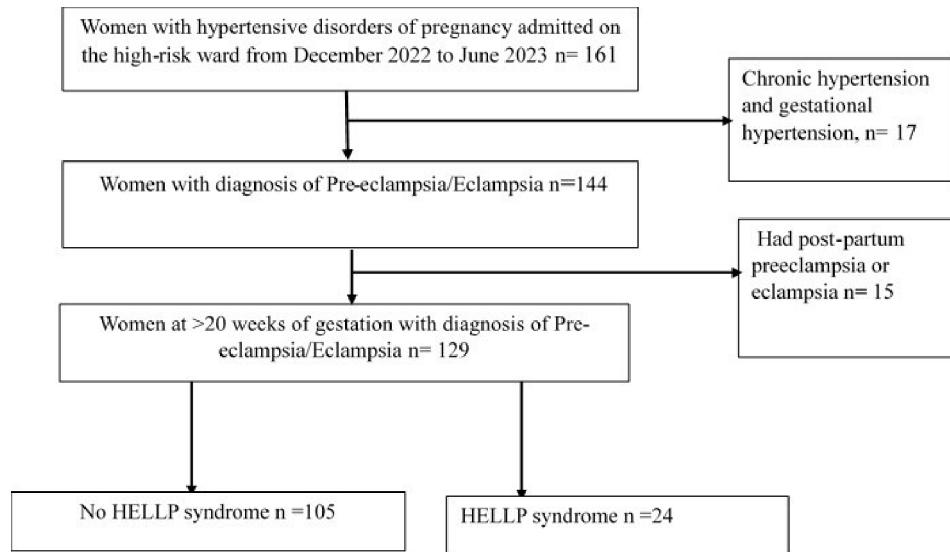 Women with hypertensive disorders of pregnancy admitted on
the high-risk ward from December 2022 to June 2023 n= 161
Chronic hypertension
and gestational
hypertension, n= 17
Women with diagnosis of Pre-eclampsia/Eclampsia n=144
Had post-partum
preeclampsia or
eclampsia n= 15
Women at >20 weeks of gestation with diagnosis of Pre-
eclampsia/Eclampsia n= 129
No HELLP syndrome n =105
HELLP syndrome n =24